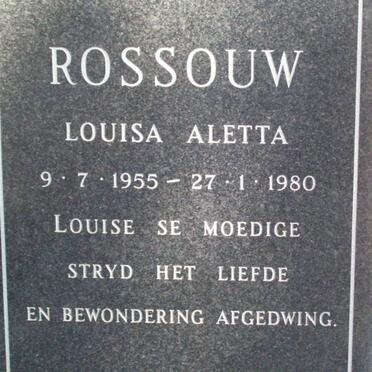 ROSSOUW
LOUISA ALETTA
9 · 7 · 1955 – 27 · 1 · 1980
LOUISE SE MOEDIGE
STRYD HET LIEFDE
EN BEWONDERING AFGEDWING.